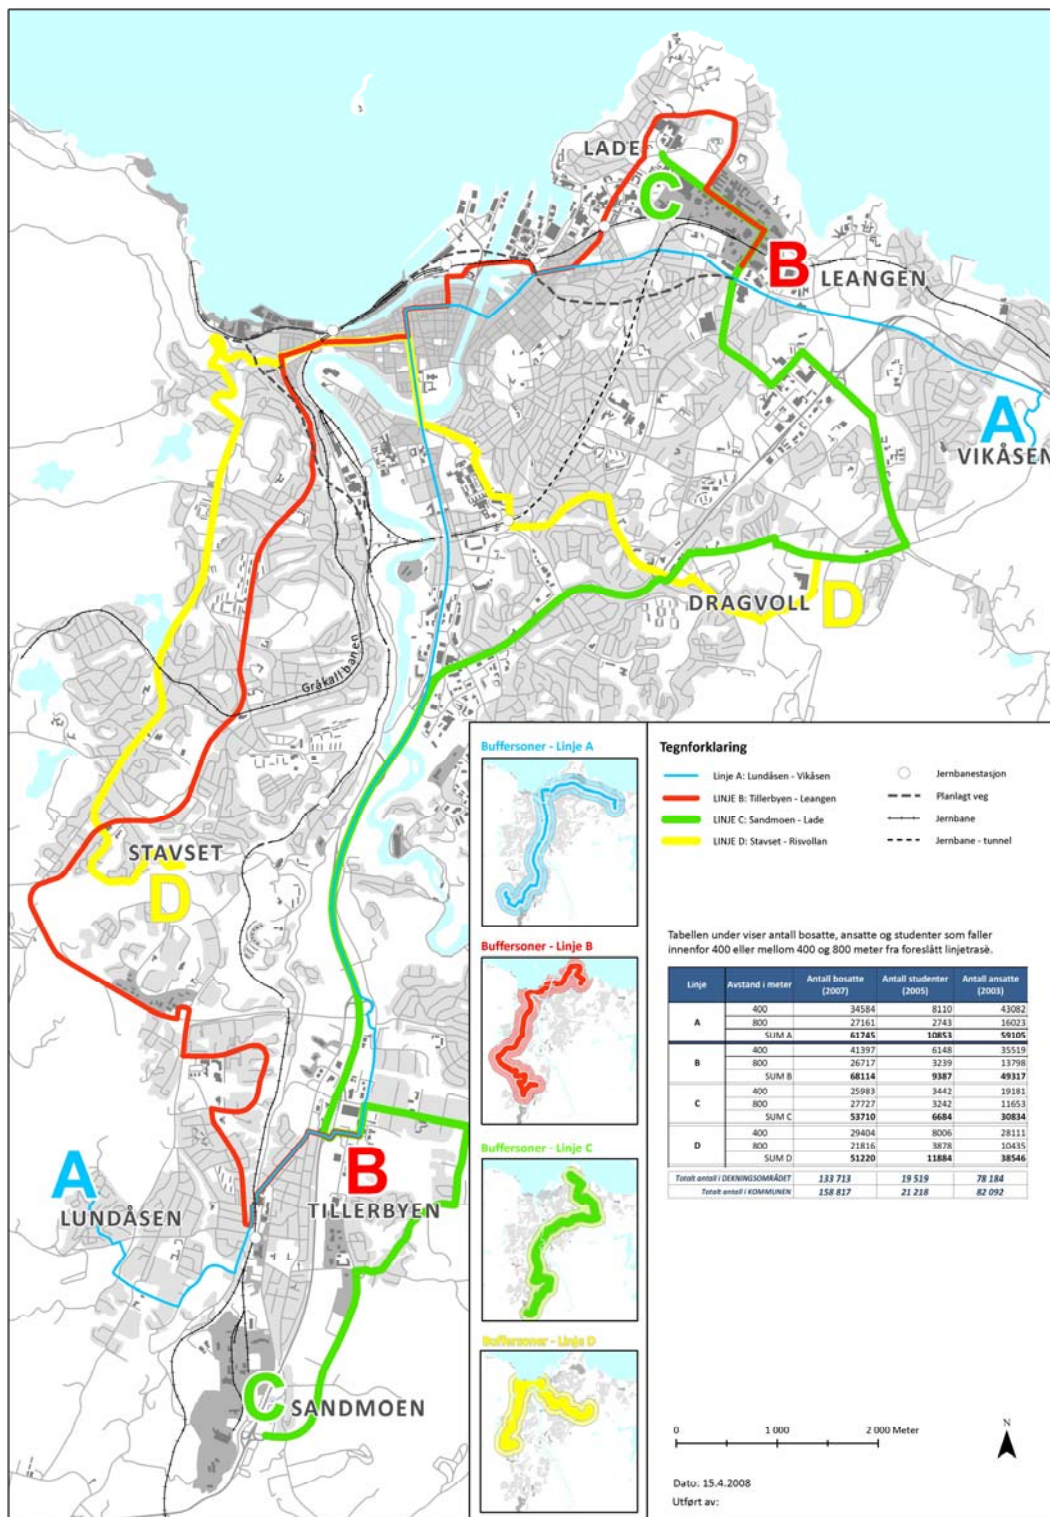 LADE
C
B
LEANGEN
A
VIKÅSEN
DRAGVOLL
D
Gråkallbanen
STAVSET
D
A
LUNDÅSEN
B
TILLERBYEN
C
SANDMOEN
Buffersoner - Linje A
Buffersoner - Linje B
Buffersoner - Linje C
Buffersoner - Linje D
Tegnforklaring
Linje A: Lundåsen - Vikåsen
LINJE B: Tillerbyen - Leangen
LINJE C: Sandmoen - Lade
LINJE D: Stavset - Risvollan
Jernbanestasjon
Planlagt veg
Jernbane
Jernbane - tunnel
Tabellen under viser antall bosatte, ansatte og studenter som faller
innenfor 400 eller mellom 400 og 800 meter fra foreslått linjetrasè.
Linje Avstand i meter Antall bosatte (2007) Antall studenter (2005) Antall ansatte (2003)
A
400 34584 8110 43082
800 27161 2743 16023
SUM A 61745 10853 59105
B
400 41397 6148 35519
800 26717 3239 13798
SUM B 68114 9387 49317
C
400 25983 3442 19181
800 27727 3242 11653
SUM C 53710 6684 30834
D
400 29404 8006 28111
800 21816 3878 10435
SUM D 51220 11884 38546
Totalt antall i DEKNINGSOMRÅDET 133 713 19 519 78 184
Totalt antall i KOMMUNEN 158 817 21 218 82 092
0 1 000 2 000 Meter
N
Dato: 15.4.2008
Utført av: